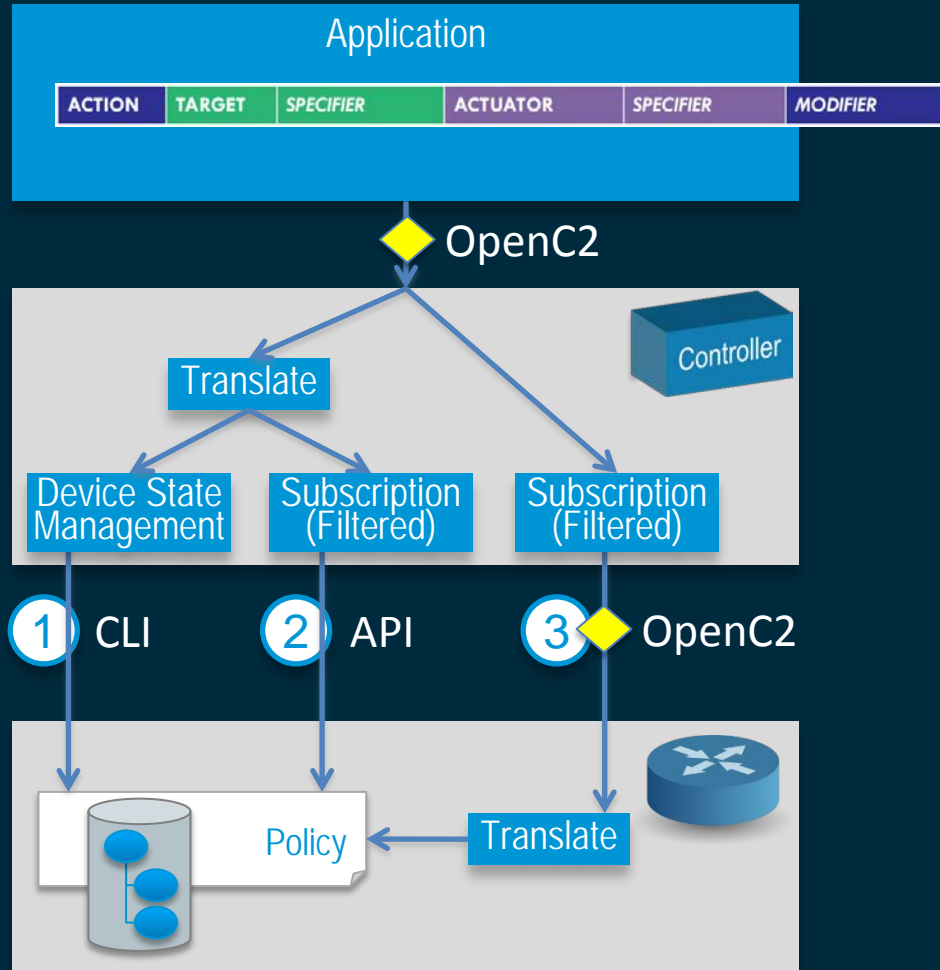 Application
ACTION TARGET SPECIFIER ACTUATOR SPECIFIER MODIFIER
OpenC2
Controller
Translate
Device State
Management
Subscription
(Filtered)
Subscription
(Filtered)
1 CLI
2 API
3 OpenC2
Policy
Translate